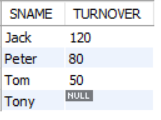 SNAME TURNOVER
Jack 120
Peter 80
Tom 50
Tony NULL